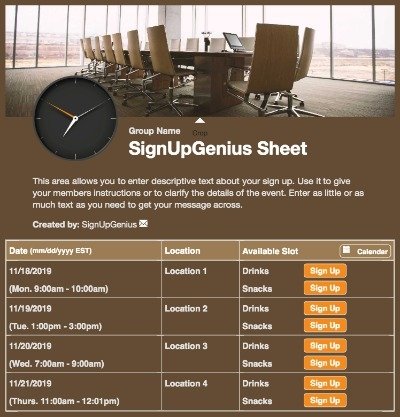 Crop
Group Name
SignUpGenius Sheet
This area allows you to enter descriptive text about your sign up. Use it to give
your members instructions or to clarify the details of the event. Enter as little or as
much text as you need to get your message across.
Created by: SignUpGenius
Date (mm/dd/yyyy EST) Location Available Slot Calendar
11/18/2019 Location 1 Drinks Sign Up
(Mon. 9:00am - 10:00am) Snacks Sign Up
11/19/2019 Location 2 Drinks Sign Up
(Tue. 1:00pm - 3:00pm) Snacks Sign Up
11/20/2019 Location 3 Drinks Sign Up
(Wed. 7:00am - 9:00am) Snacks Sign Up
11/21/2019 Location 4 Drinks Sign Up
(Thurs. 11:00am - 12:01pm) Snacks Sign Up